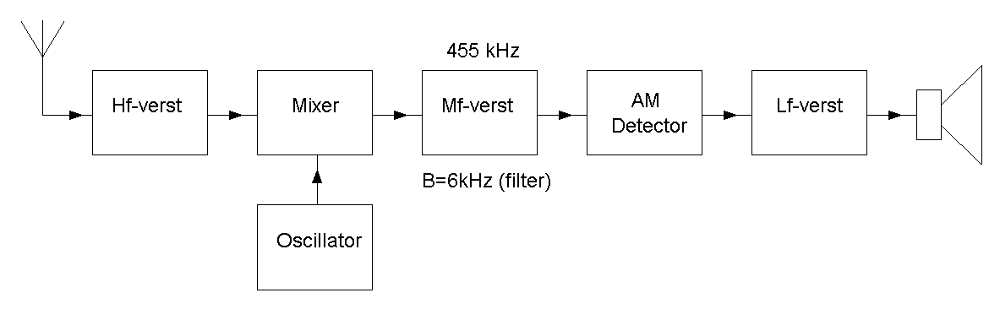 455 kHz
Hf-verst
Mixer
Mf-verst
AM
Detector
Lf-verst
B=6kHz (filter)
Oscillator